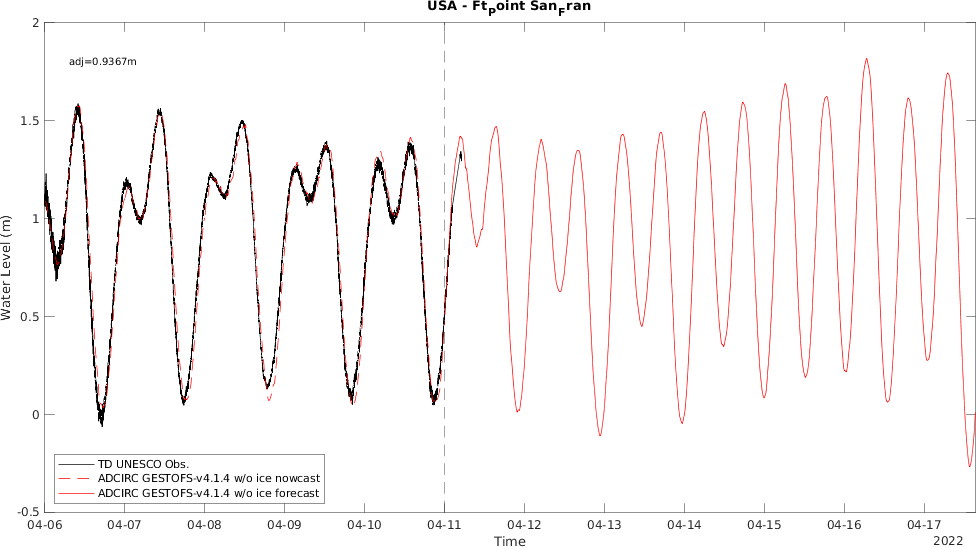 USA - FtPoint SanFran
adj=0.9367m
2
1.5
1
0.5
0
-0.5
Water Level (m)
TD UNESCO Obs.
ADCIRC GESTOFS-v4.1.4 w/o ice nowcast
ADCIRC GESTOFS-v4.1.4 w/o ice forecast
04-06 04-07 04-08 04-09 04-10 04-11 04-12 04-13 04-14 04-15 04-16 04-17
Time
2022